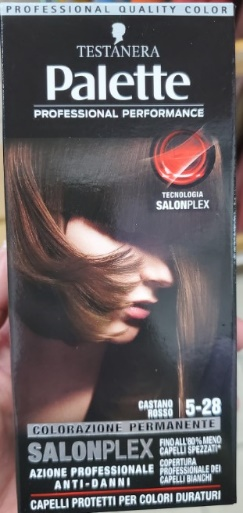 PROFESSIONAL QUALITY COLOR
TESTANERA
Palette
PROFESSIONAL PERFORMANCE
TECNOLOGIA
SALONPLEX
CASTANO
ROSSO
5-28
COLORAZIONE PERMANENTE
SALONPLEX
AZIONE PROFESSIONALE
ANTI-DANNI
FINO ALL'80% MENO
CAPELLI SPEZZATI*
COPERTURA
PROFESSIONALE DEI
CAPELLI BIANCHI
CAPELLI PROTETTI PER COLORI DURATURI